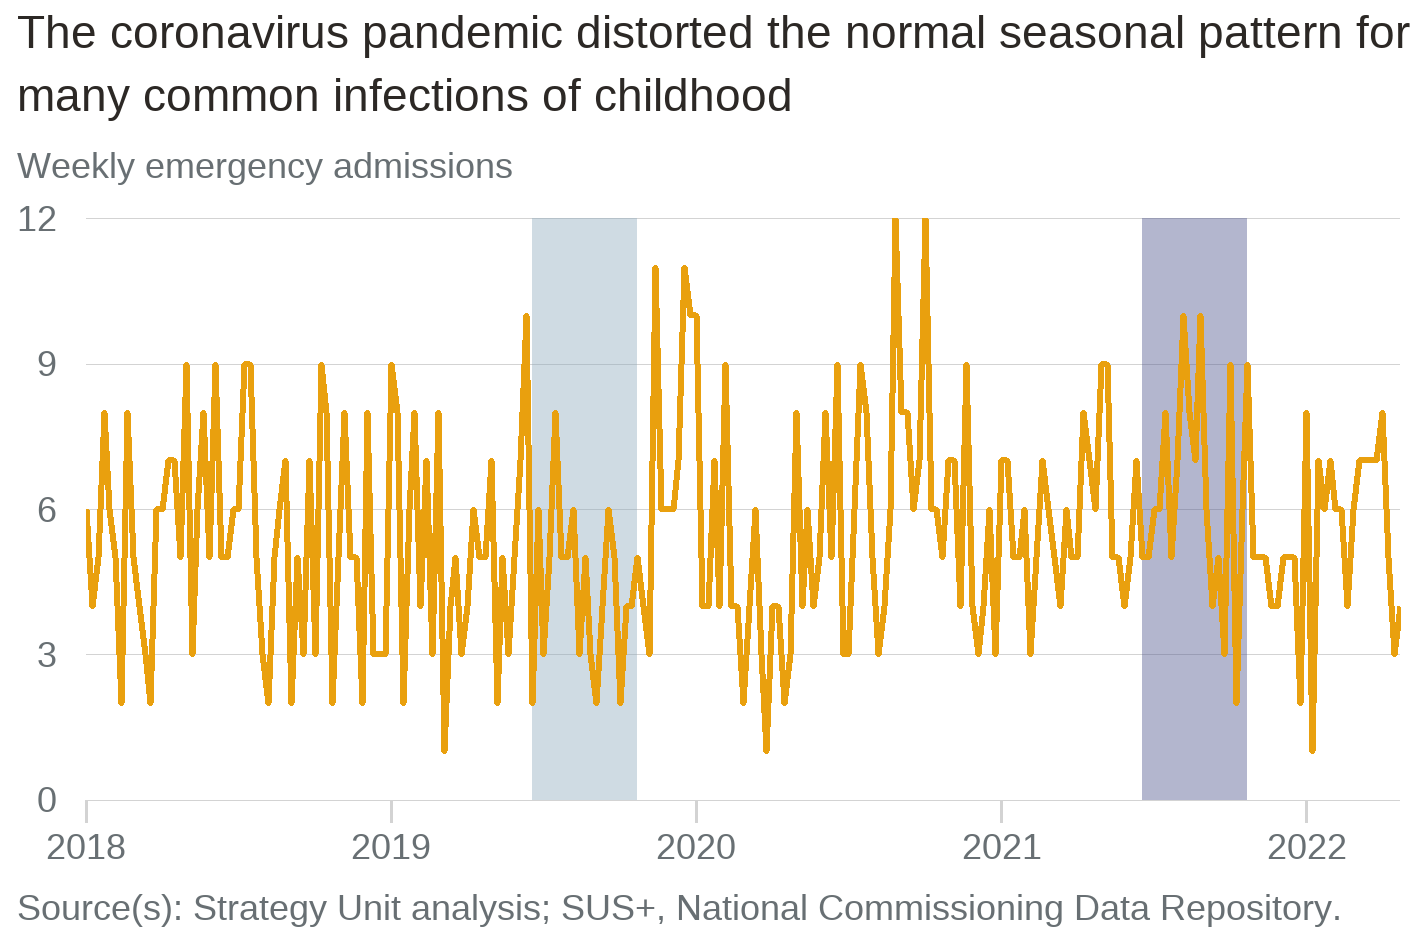 The coronavirus pandemic distorted the normal seasonal pattern for
many common infections of childhood
Weekly emergency admissions
12
9
6
3
0
2018 2019 2020 2021 2022
Source(s): Strategy Unit analysis; SUS+, National Commissioning Data Repository.